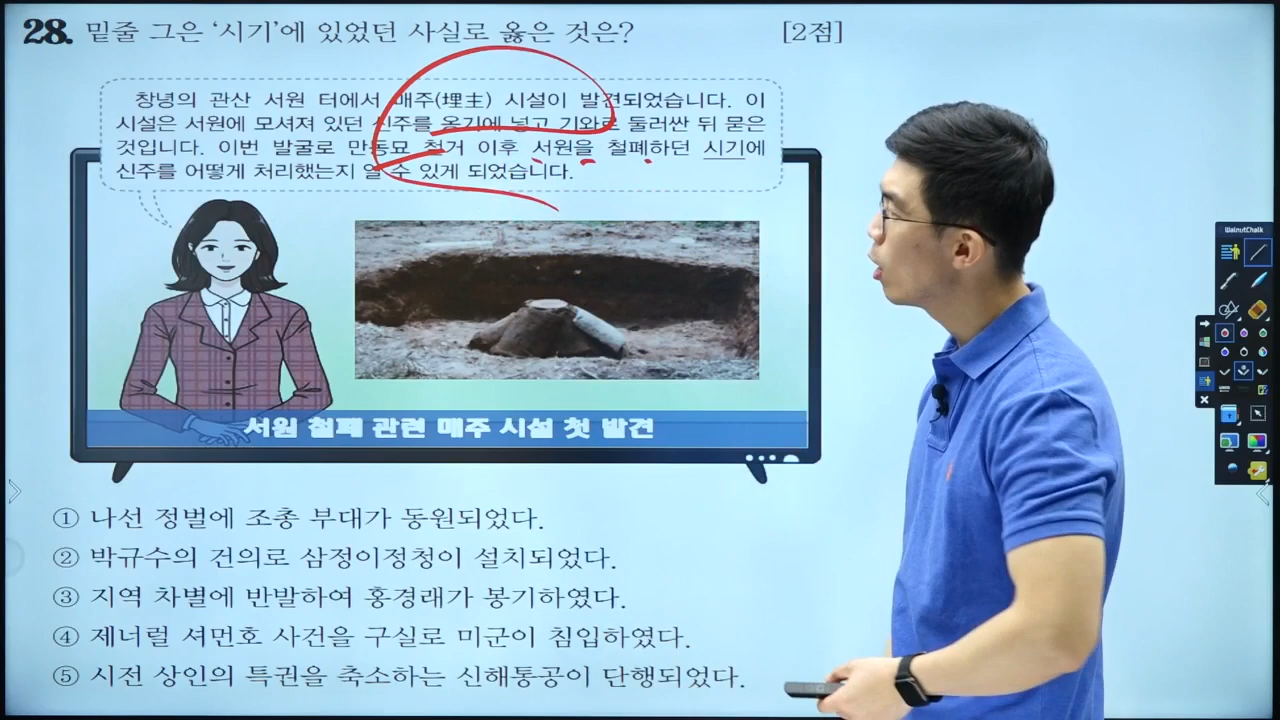 28. 밑줄 그은 ‘시기’에 있었던 사실로 옳은 것은? [2점]
창녕의 관산 서원 터에서 매주(埋主) 시설이 발견되었습니다. 이
시설은 서원에 모셔져 있던 신주를 옹기에 넣고 기와로 둘러싼 뒤 묻은
것입니다. 이번 발굴로 만동묘 철거 이후 서원을 철폐하던 시기에
신주를 어떻게 처리했는지 알 수 있게 되었습니다.
서원 철폐 관련 매주 시설 첫 발견
① 나선 정벌에 조총 부대가 동원되었다.
② 박규수의 건의로 삼정이정청이 설치되었다.
③ 지역 차별에 반발하여 홍경래가 봉기하였다.
④ 제너럴 셔먼호 사건을 구실로 미군이 침입하였다.
⑤ 시전 상인의 특권을 축소하는 신해통공이 단행되었다.
WalnutChalk